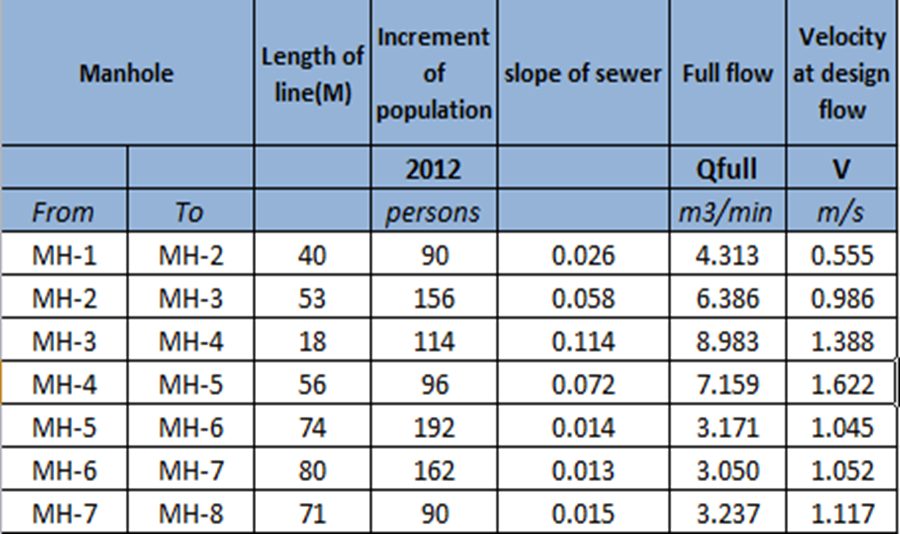 Manhole Length of line(M) Increment of population slope of sewer Full flow Velocity at design flow
2012 Qfull V
From To persons m3/min m/s
MH-1 MH-2 40 90 0.026 4.313 0.555
MH-2 MH-3 53 156 0.058 6.386 0.986
MH-3 MH-4 18 114 0.114 8.983 1.388
MH-4 MH-5 56 96 0.072 7.159 1.622
MH-5 MH-6 74 192 0.014 3.171 1.045
MH-6 MH-7 80 162 0.013 3.050 1.052
MH-7 MH-8 71 90 0.015 3.237 1.117